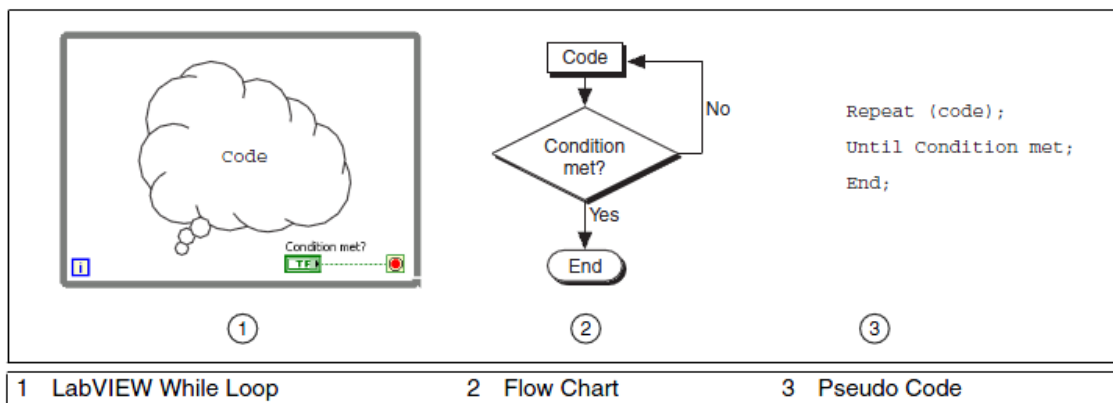 Code
Condition met?
TF
i
1
Code
Condition
met?
No
Yes
End
2
Repeat (code);
Until Condition met;
End;
3
1 LabVIEW While Loop 2 Flow Chart 3 Pseudo Code